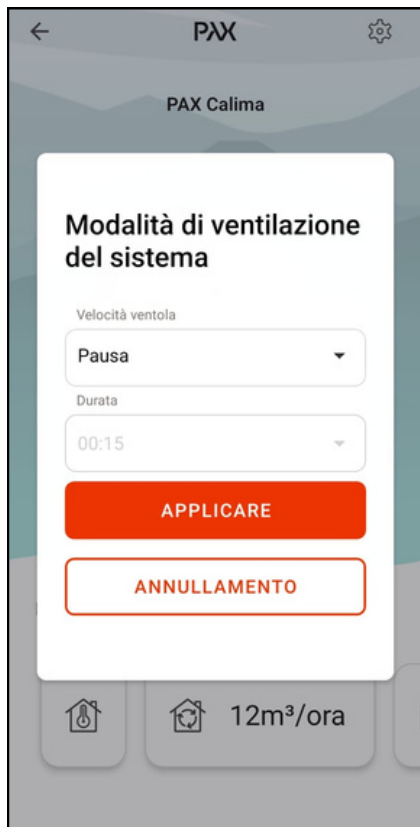 PAX
PAX Calima
Modalità di ventilazione
del sistema
Velocità ventola
Pausa
Durata
00:15
APPLICARE
ANNULLAMENTO
12m³/ora